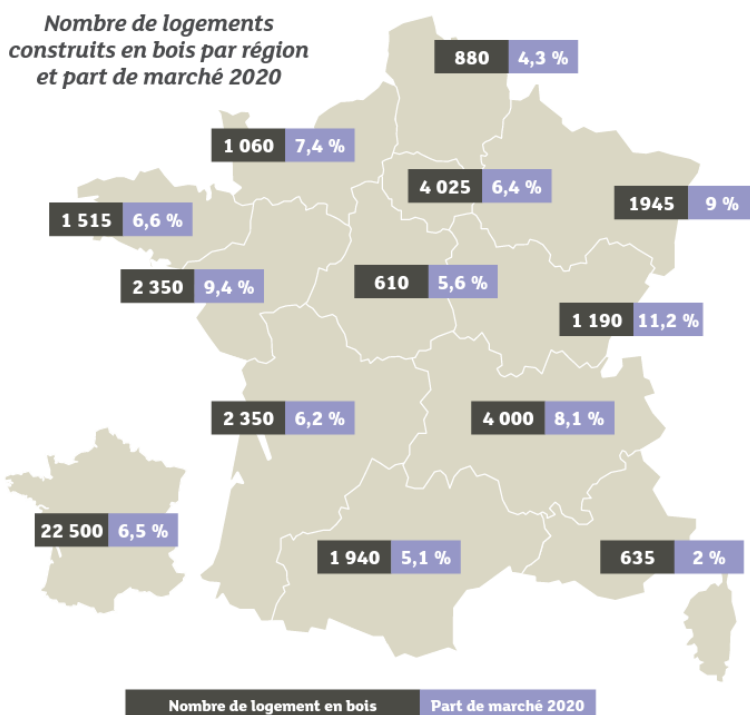 Nombre de logements
construits en bois par région
et part de marché 2020
880 4,3 %
1 060 7,4 %
4 025 6,4 %
1945 9 %
1 515 6,6 %
2 350 9,4 %
610 5,6 %
1 190 11,2 %
2 350 6,2 %
4 000 8,1 %
22 500 6,5 %
1 940 5,1 %
635 2 %
Nombre de logement en bois Part de marché 2020